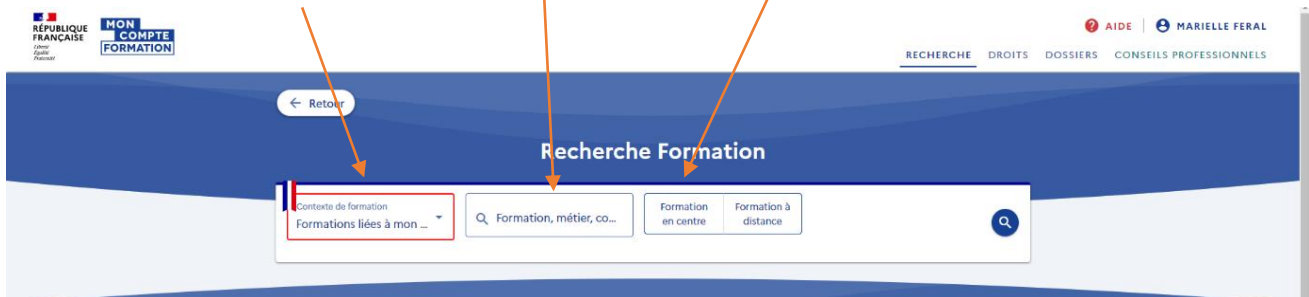 RÉPUBLIQUE
FRANÇAISE
Liberté
Égalité
Fraternité
MON
COMPTE
FORMATION
AIDE
MARIELLE FERAL
RECHERCHE DROITS DOSSIERS CONSEILS PROFESSIONNELS
← Retour
Recherche Formation
Contexte de formation
Formations liées à mon ...
Formation, métier, co...
Formation
en centre
Formation à
distance